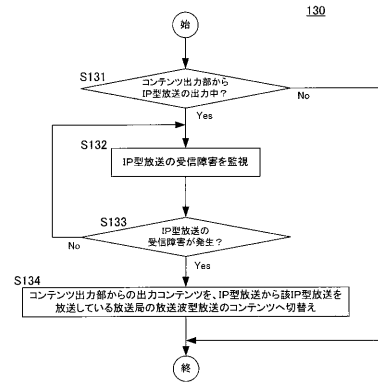 130
始
S131
コンテンツ出力部から
IP型放送の出力中?
No
Yes
S132
IP型放送の受信障害を監視
S133
IP型放送の
受信障害が発生?
No
Yes
S134
コンテンツ出力部からの出力コンテンツを、IP型放送から該IP型放送を
放送している放送局の放送波型放送のコンテンツへ切替え
終